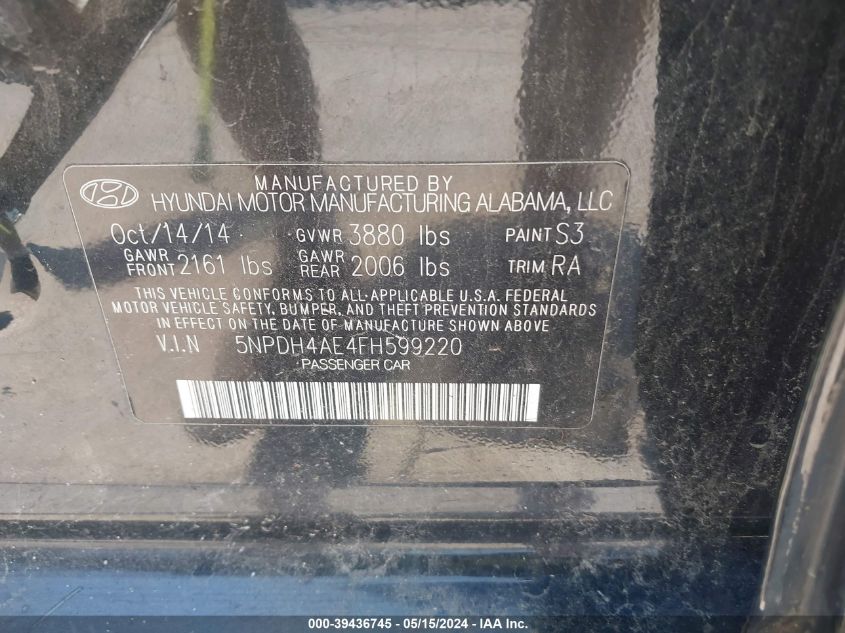 MANUFACTURED BY
HYUNDAI MOTOR MANUFACTURING ALABAMA, LLC
Oct/14/14 GVWR 3880 lbs PAINT S3
GAWR FRONT 2161 lbs GAWR REAR 2006 lbs TRIM RA
THIS VEHICLE CONFORMS TO ALL APPLICABLE U.S.A. FEDERAL
MOTOR VEHICLE SAFETY, BUMPER, AND THEFT PREVENTION STANDARDS
IN EFFECT ON THE DATE OF MANUFACTURE SHOWN ABOVE.
V.I.N 5NPDH4AE4FH599220
PASSENGER CAR
000-39436745 - 05/15/2024 - IAA Inc.